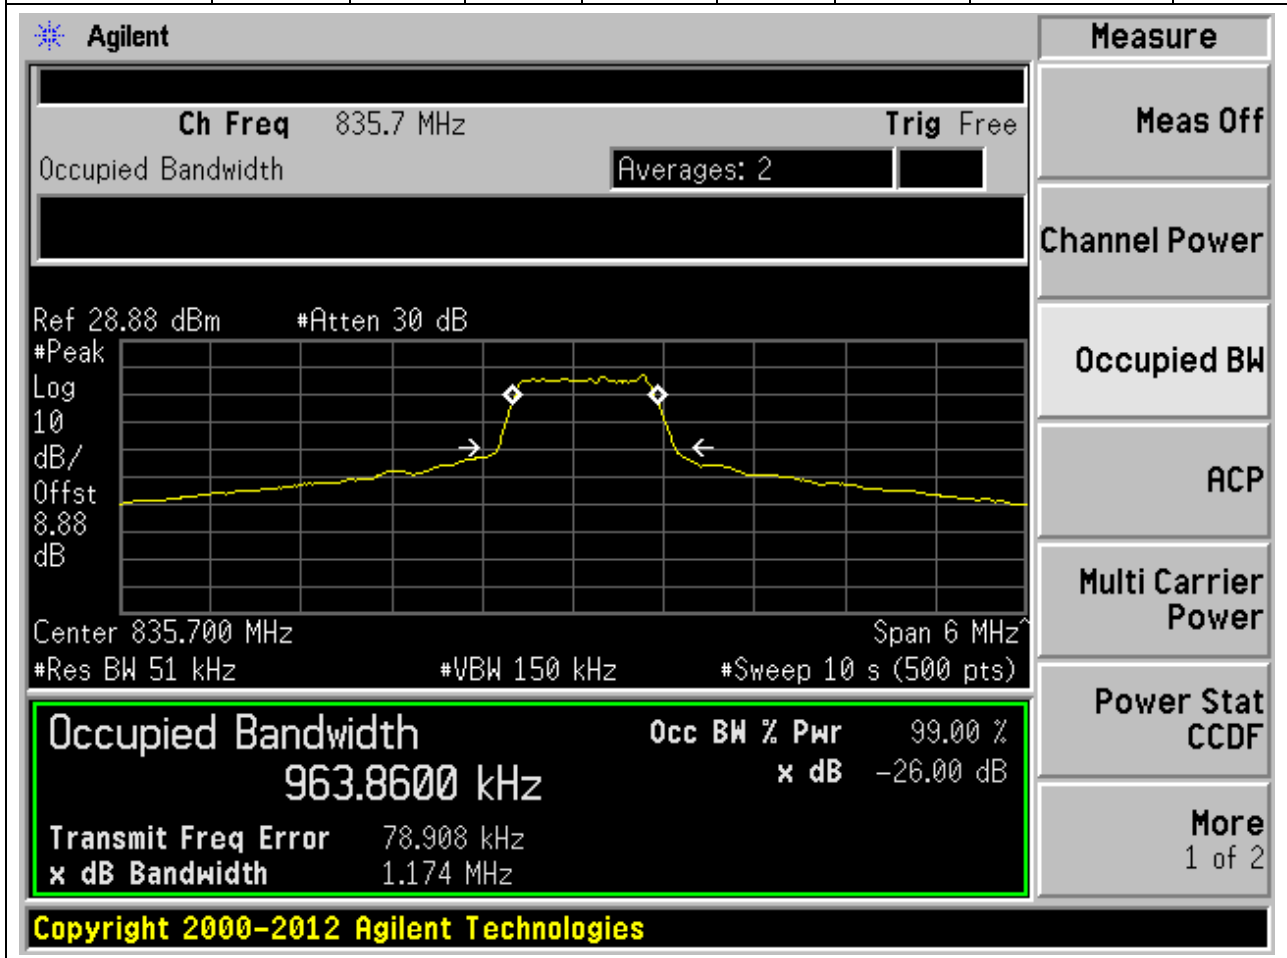 Agilent
Measure
Ch Freq 835.7 MHz Trig Free
Occupied Bandwidth Averages: 2
Meas Off
Channel Power
Occupied BW
ACP
Multi Carrier
Power
Power Stat
CCDF
More
1 of 2
Ref 28.88 dBm #Atten 30 dB
#Peak
Log
10
dB/
Offst
8.88
dB
Center 835.700 MHz Span 6 MHz^
#Res BW 51 kHz #VBW 150 kHz #Sweep 10 s (500 pts)
Occupied Bandwidth Occ BW % Pwr 99.00 %
963.8600 kHz x dB -26.00 dB
Transmit Freq Error 78.908 kHz
x dB Bandwidth 1.174 MHz
Copyright 2000-2012 Agilent Technologies